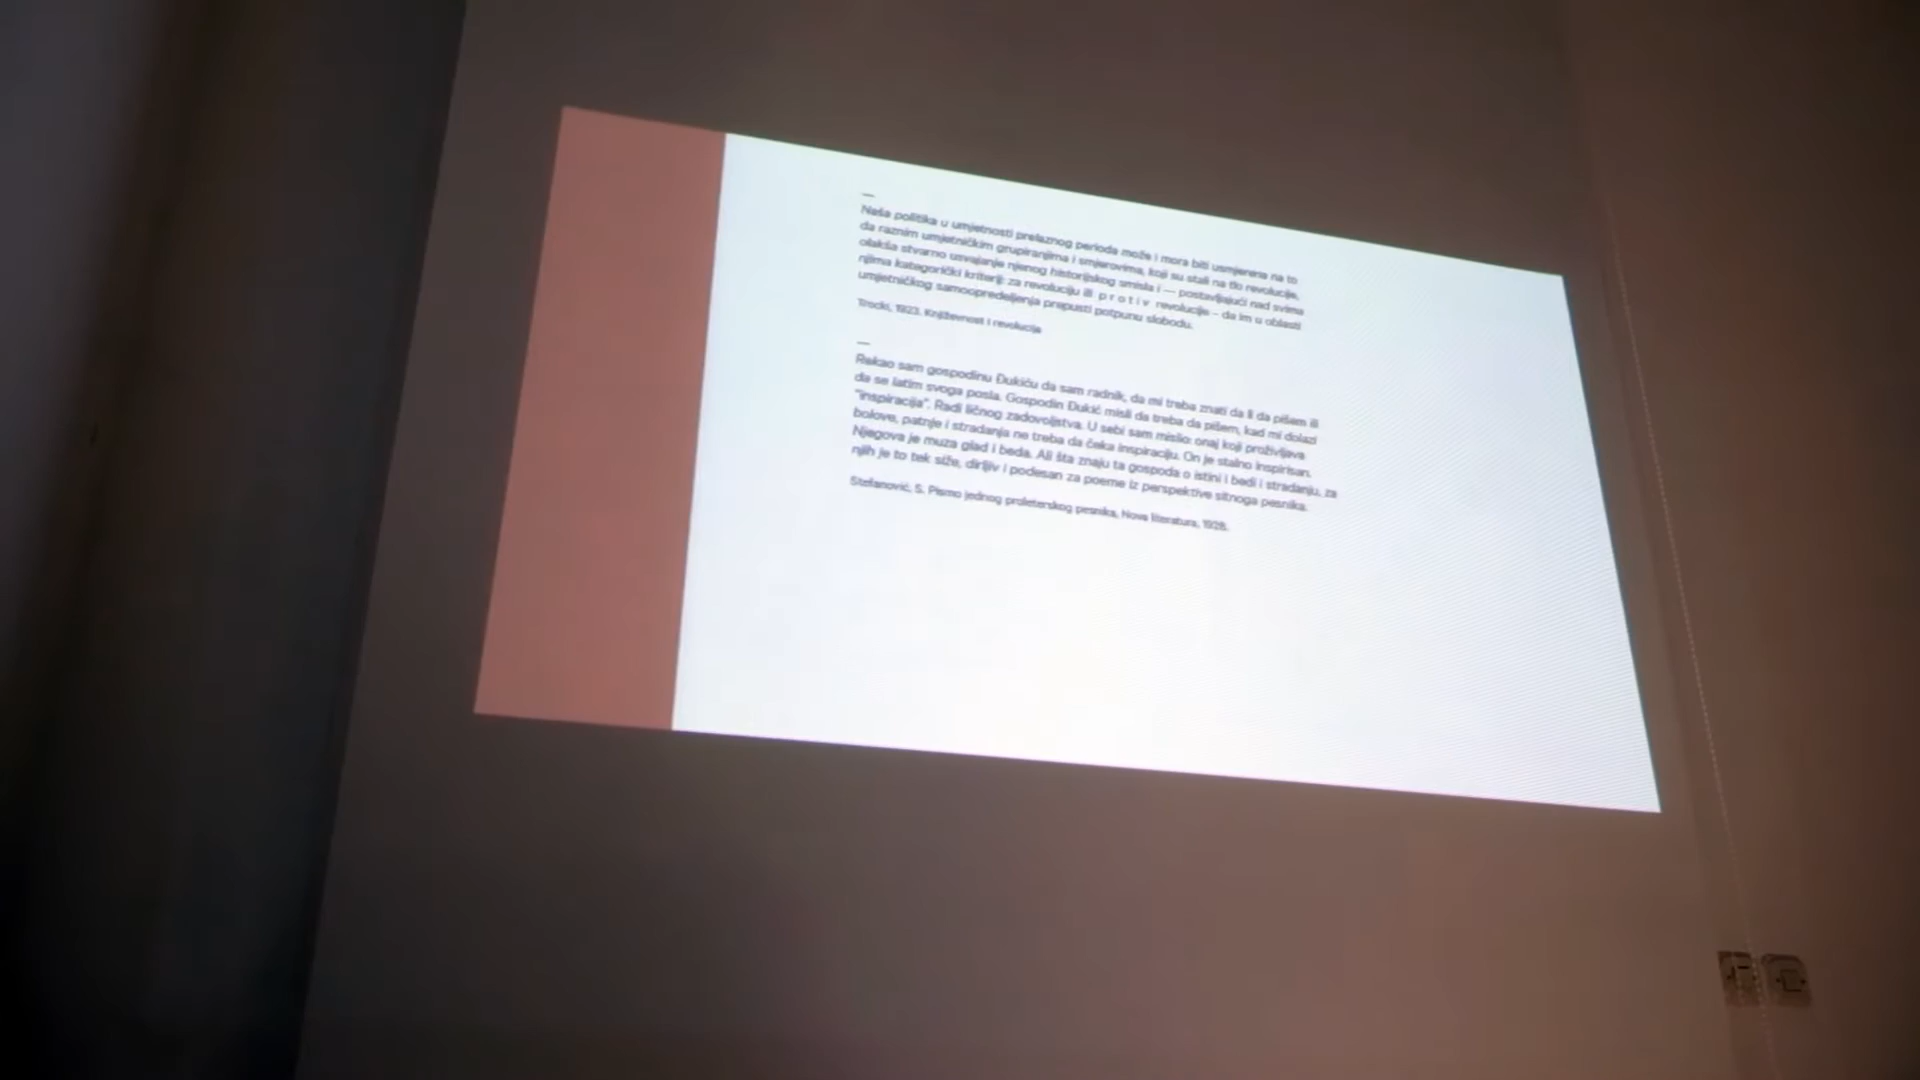 —
Naša politika u umjetnosti prelaznog perioda može i mora biti usmjerena na to
da raznim umjetničkim grupiranjima i smjerovima, koji su stali na tlo revolucije,
olakša stvarno usvajanje njenog historijskog smisla i — postavljajući nad svima
njima kategorički kriterij: za revoluciju ili p r o t i v revolucije – da im u oblasti
umjetničkog samoopredeljenja prepusti potpunu slobodu.
Trocki, 1923. Književnost i revolucija
—
Rekao sam gospodinu Đukiću da sam radnik, da mi treba znati da li da pišem ili
da se latim svoga posla. Gospodin Đukić misli da treba da pišem, kad mi dolazi
"inspiracija". Radi ličnog zadovoljstva. U sebi sam mislio: onaj koji proživljava
bolove, patnje i stradanja ne treba da čeka inspiraciju. On je stalno inspirisan.
Njegova je muza glad i beda. Ali šta znaju ta gospoda o istini i bedi i stradanju, za
njih je to tek siže, dirljiv i podesan za poeme iz perspektive sitnoga pesnika.
Stefanović, S. Pismo jednog proleterskog pesnika, Nova literatura, 1928.